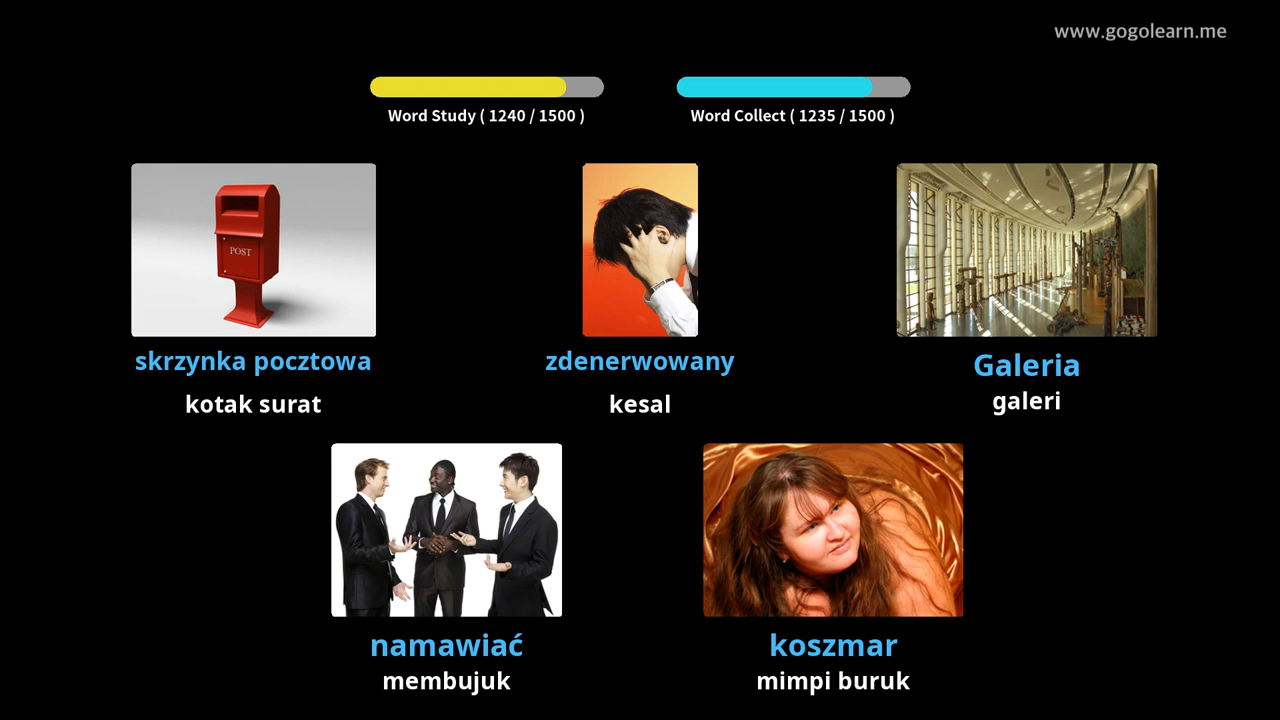 www.gogolearn.me
Word Study ( 1240 / 1500 )
Word Collect ( 1235 / 1500 )
POST
skrzynka pocztowa
zdenerwowany
Galeria
kotak surat
kesal
galeri
namawiać
koszmar
membujuk
mimpi buruk